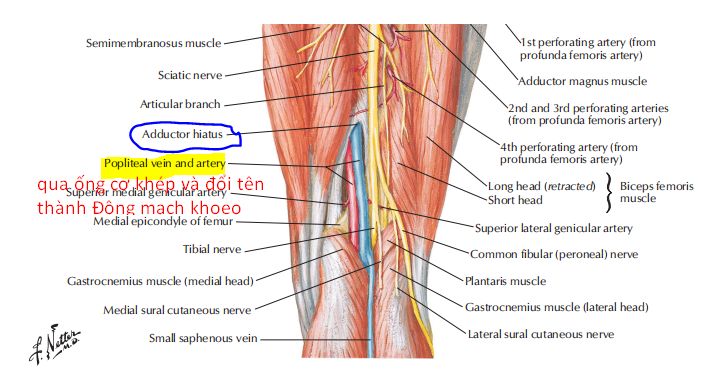 Semimembranosus muscle
Sciatic nerve
Articular branch
Adductor hiatus
Popliteal vein and artery
qua ống cơ khép và đổi tên
Superior medial genicular artery
thành Động mạch khoeo
Medial epicondyle of femur
Tibial nerve
Gastrocnemius muscle (medial head)
Medial sural cutaneous nerve
Small saphenous vein
1st perforating artery (from
profunda femoris artery)
Adductor magnus muscle
2nd and 3rd perforating arteries
(from profunda femoris artery)
4th perforating artery (from
profunda femoris artery)
Long head (retracted)
Short head
Biceps femoris
muscle
Superior lateral genicular artery
Common fibular (peroneal) nerve
Plantaris muscle
Gastrocnemius muscle (lateral head)
Lateral sural cutaneous nerve
F. Netter
M.D.